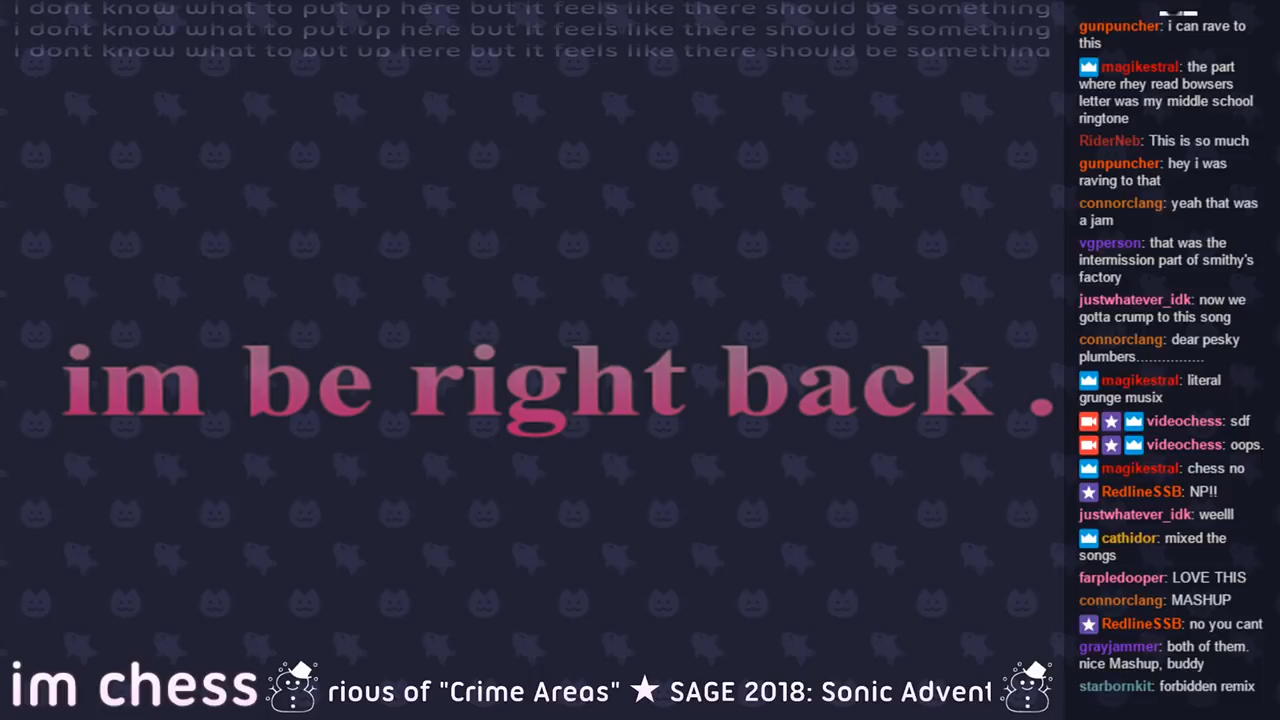 i dont know what to put up here but it feels like there should be something
i dont know what to put up here but it feels like there should be something
i dont know what to put up here but it feels like there should be something
im be right back .
im chess
rious of "Crime Areas" ★ SAGE 2018: Sonic Advent
gunpuncher: i can rave to
this
magikestral: the part
where rhey read bowsers
letter was my middle school
ringtone
RiderNeb: This is so much
gunpuncher: hey i was
raving to that
connorclang: yeah that was
a jam
vgperson: that was the
intermission part of smithy's
factory
justwhatever_idk: now we
gotta crump to this song
connorclang: dear pesky
plumbers................
magikestral: literal
grunge musix
videochess: sdf
videochess: oops.
magikestral: chess no
RedlineSSB: NP!!
justwhatever_idk: weelll
cathidor: mixed the
songs
farpledooper: LOVE THIS
connorclang: MASHUP
RedlineSSB: no you cant
grayjammer: both of them.
nice Mashup, buddy
starbornkit: forbidden remix